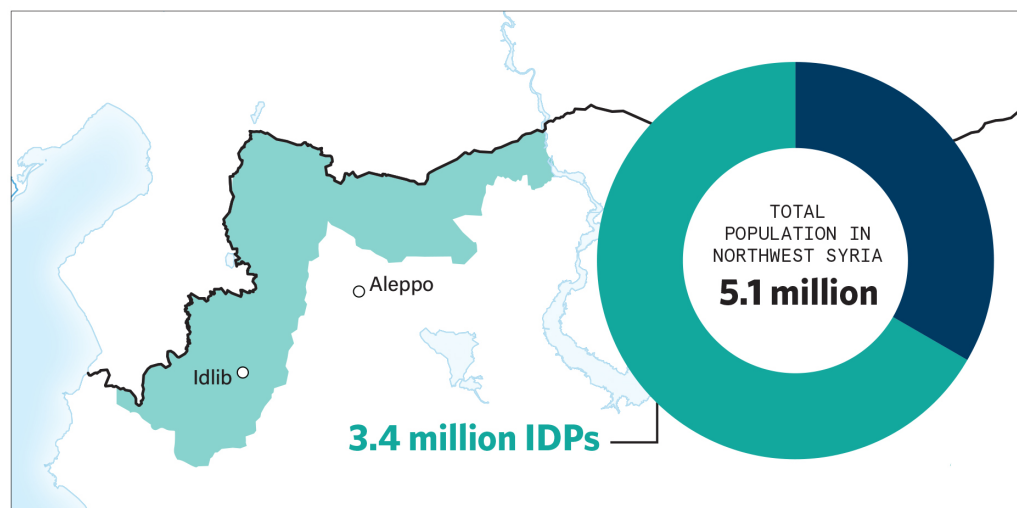 Aleppo
Idlib
3.4 million IDPs
TOTAL
POPULATION IN
NORTHWEST SYRIA
5.1 million